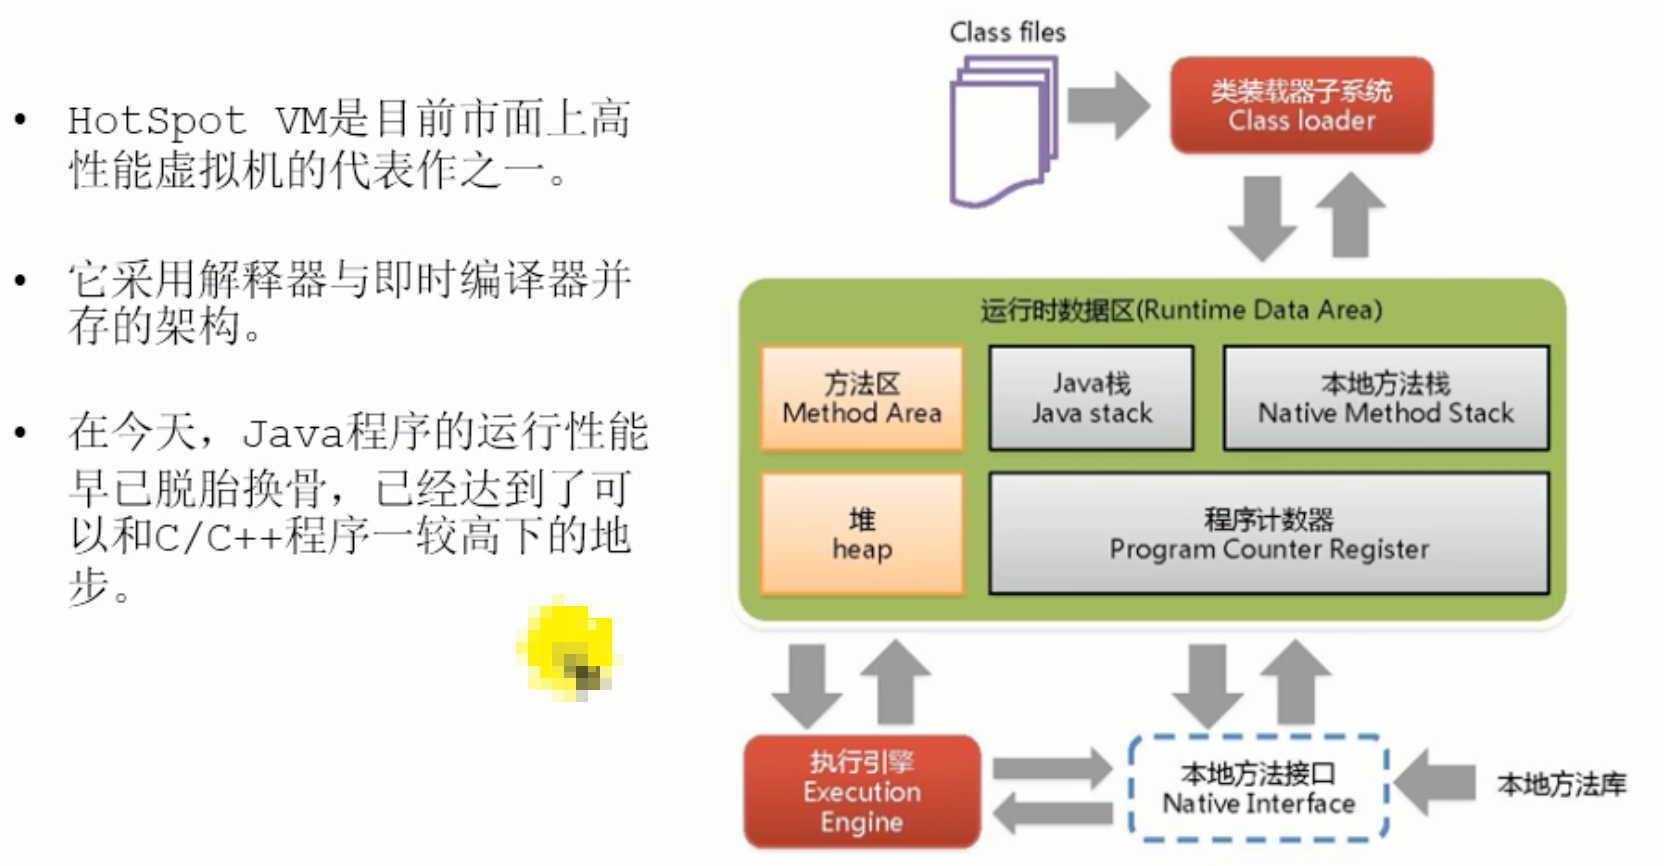 • HotSpot VM是目前市面上高
性能虚拟机的代表作之一。
• 它采用解释器与即时编译器并
存的架构。
• 在今天，Java程序的运行性能
早已脱胎换骨，已经达到了可
以和C/C++程序一较高下的地
步。
Class files
类装载器子系统
Class loader
运行时数据区(Runtime Data Area)
方法区
Method Area
Java栈
Java stack
本地方法栈
Native Method Stack
堆
heap
程序计数器
Program Counter Register
执行引擎
Execution
Engine
本地方法接口
Native Interface
本地方法库